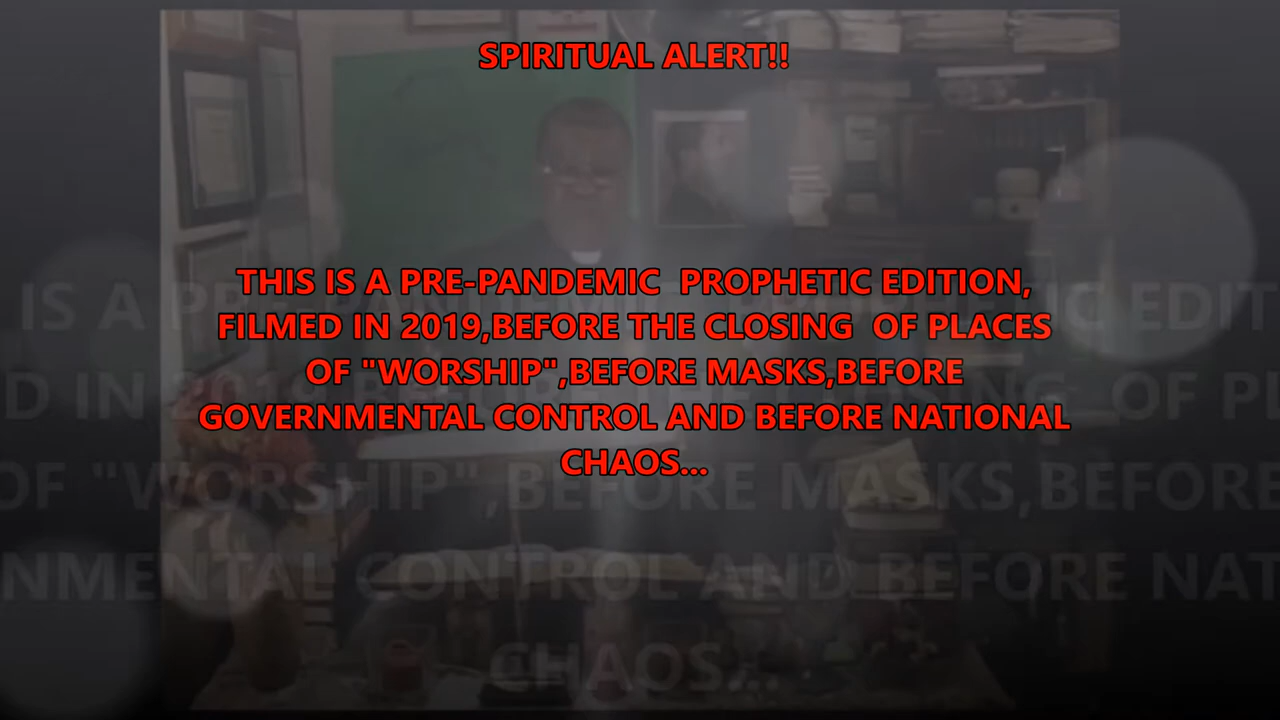 SPIRITUAL ALERT!!
THIS IS A PRE-PANDEMIC  PROPHETIC EDITION,
FILMED IN 2019,BEFORE THE CLOSING  OF PLACES
OF "WORSHIP",BEFORE MASKS,BEFORE
GOVERNMENTAL CONTROL AND BEFORE NATIONAL
CHAOS...